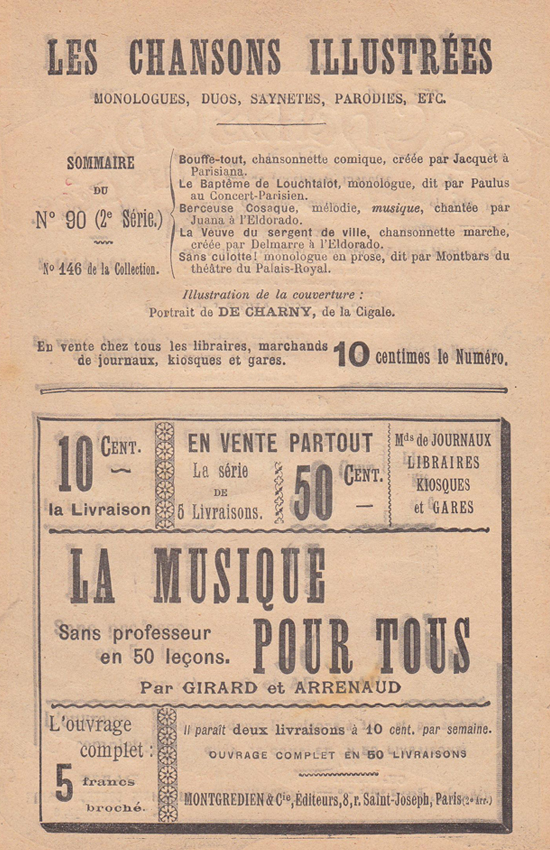 LES CHANSONS ILLUSTRÉES
MONOLOGUES, DUOS, SAYNETES, PARODIES, ETC.
SOMMAIRE
DU
N° 90 (2e Série.)
N° 146 de la Collection.
Bouffe-tout, chansonnette comique, créée par Jacquet à
Parisiana.
Le Baptême de Louchtalot, monologue, dit par Paulus
au Concert-Parisien.
Berceuse Cosaque, mélodie, musique, chantée par
Juana à l'Eldorado.
La Veuve du sergent de ville, chansonnette marche,
créée par Delmarre à l'Eldorado.
Sans culotte! monologue en prose, dit par Montbars du
théâtre du Palais-Royal.
Illustration de la couverture :
Portrait de DE CHARNY, de la Cigale.
En vente chez tous les libraires, marchands
de journaux, kiosques et gares.
10 centimes le Numéro.
10 CENT.
la Livraison
EN VENTE PARTOUT
La série
DE
5 Livraisons.
50 CENT.
Mds de JOURNAUX
LIBRAIRES
KIOSQUES
et GARES
LA MUSIQUE
Sans professeur
en 50 leçons.
POUR TOUS
Par GIRARD et ARRENAUD
L'ouvrage
complet :
5 francs
broché.
Il paraît deux livraisons à 10 cent. par semaine.
OUVRAGE COMPLET EN 50 LIVRAISONS
MONTGREDIEN & Cie, Éditeurs, 8, r. Saint-Joseph, Paris (2e Arr.)